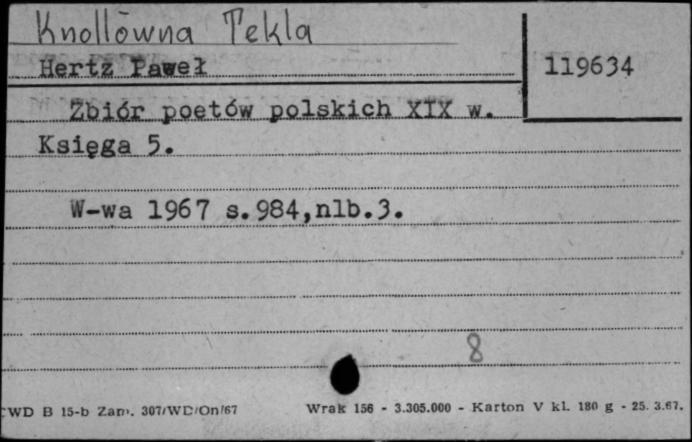 Knollówna Tekla
Hertz Paweł
119634
Zbiór poetów polskich XIX w.
Księga 5.
W-wa 1967 s.984,nlb.3.
8
CWD B 15-b Zam. 307/WD/On/67 Wrak 156 - 3.305.000 - Karton V kl. 180 g - 25. 3.67.